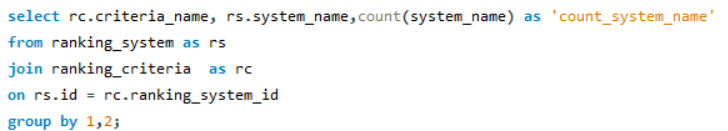 select rc.criteria_name, rs.system_name,count(system_name) as 'count_system_name'
from ranking_system as rs
join ranking_criteria  as rc
on rs.id = rc.ranking_system_id
group by 1,2;